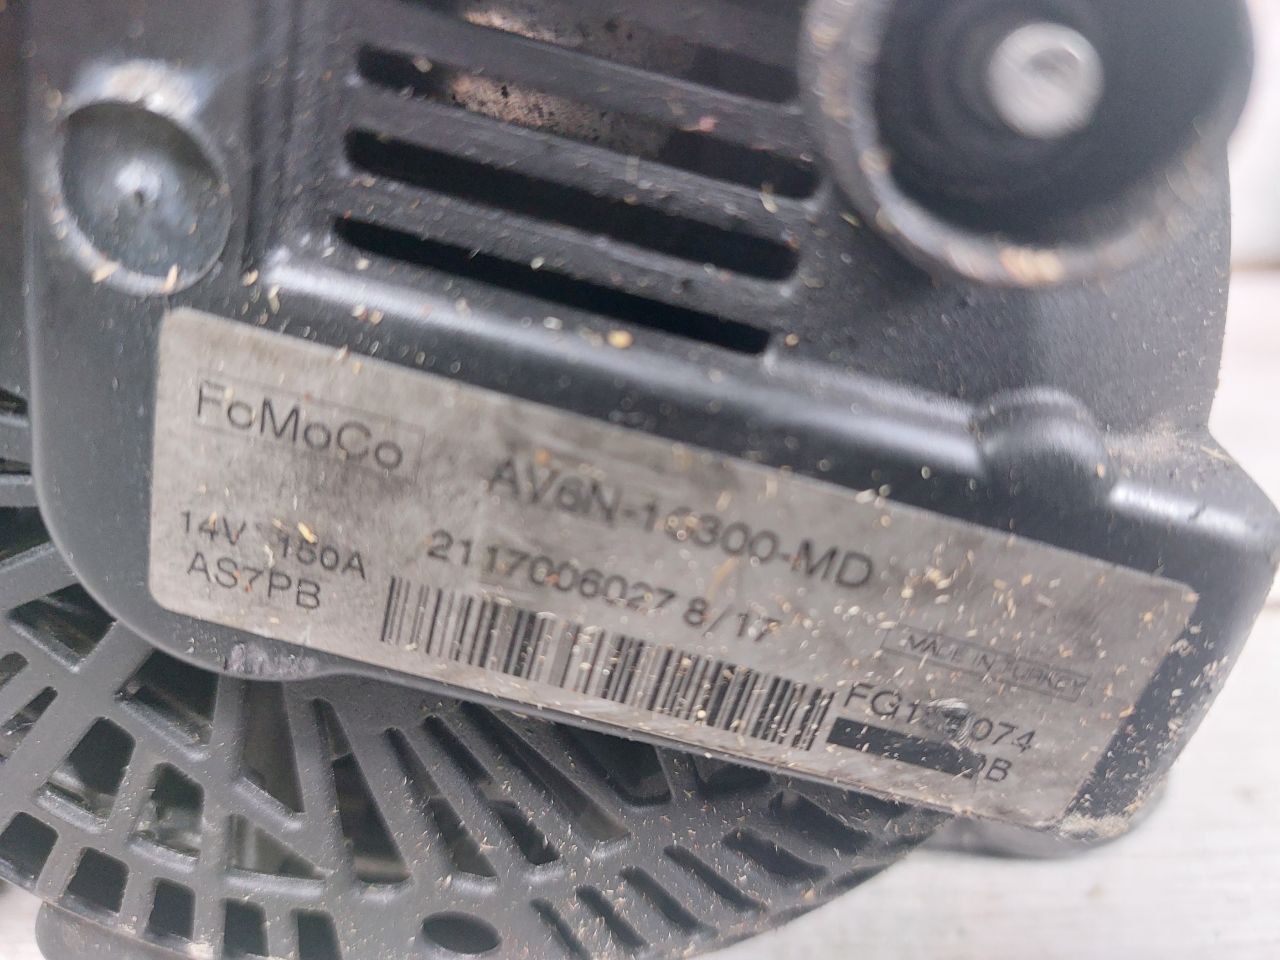 FoMoCo
AV6N-10300-MD
14V 150A
2117006027 8/17
AS7PB
MADE IN TURKEY